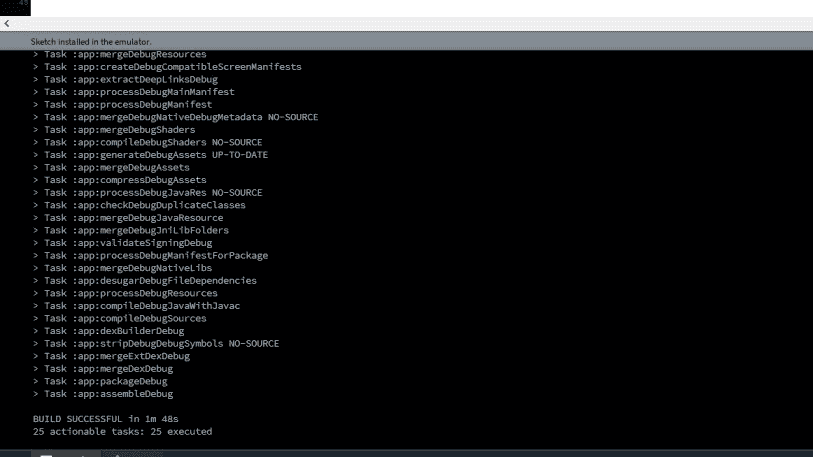 48
Sketch installed in the emulator.
> Task :app:mergeDebugResources
> Task :app:createDebugCompatibleScreenManifests
> Task :app:extractDeepLinksDebug
> Task :app:processDebugMainManifest
> Task :app:processDebugManifest
> Task :app:mergeDebugNativeDebugMetadata NO-SOURCE
> Task :app:mergeDebugShaders
> Task :app:compileDebugShaders NO-SOURCE
> Task :app:generateDebugAssets UP-TO-DATE
> Task :app:mergeDebugAssets
> Task :app:compressDebugAssets
> Task :app:processDebugJavaRes NO-SOURCE
> Task :app:checkDebugDuplicateClasses
> Task :app:mergeDebugJavaResource
> Task :app:mergeDebugJniLibFolders
> Task :app:validateSigningDebug
> Task :app:processDebugManifestForPackage
> Task :app:mergeDebugNativeLibs
> Task :app:desugarDebugFileDependencies
> Task :app:processDebugResources
> Task :app:compileDebugJavaWithJavac
> Task :app:compileDebugSources
> Task :app:dexBuilderDebug
> Task :app:stripDebugDebugSymbols NO-SOURCE
> Task :app:mergeExtDexDebug
> Task :app:mergeDexDebug
> Task :app:packageDebug
> Task :app:assembleDebug
BUILD SUCCESSFUL in 1m 48s
25 actionable tasks: 25 executed